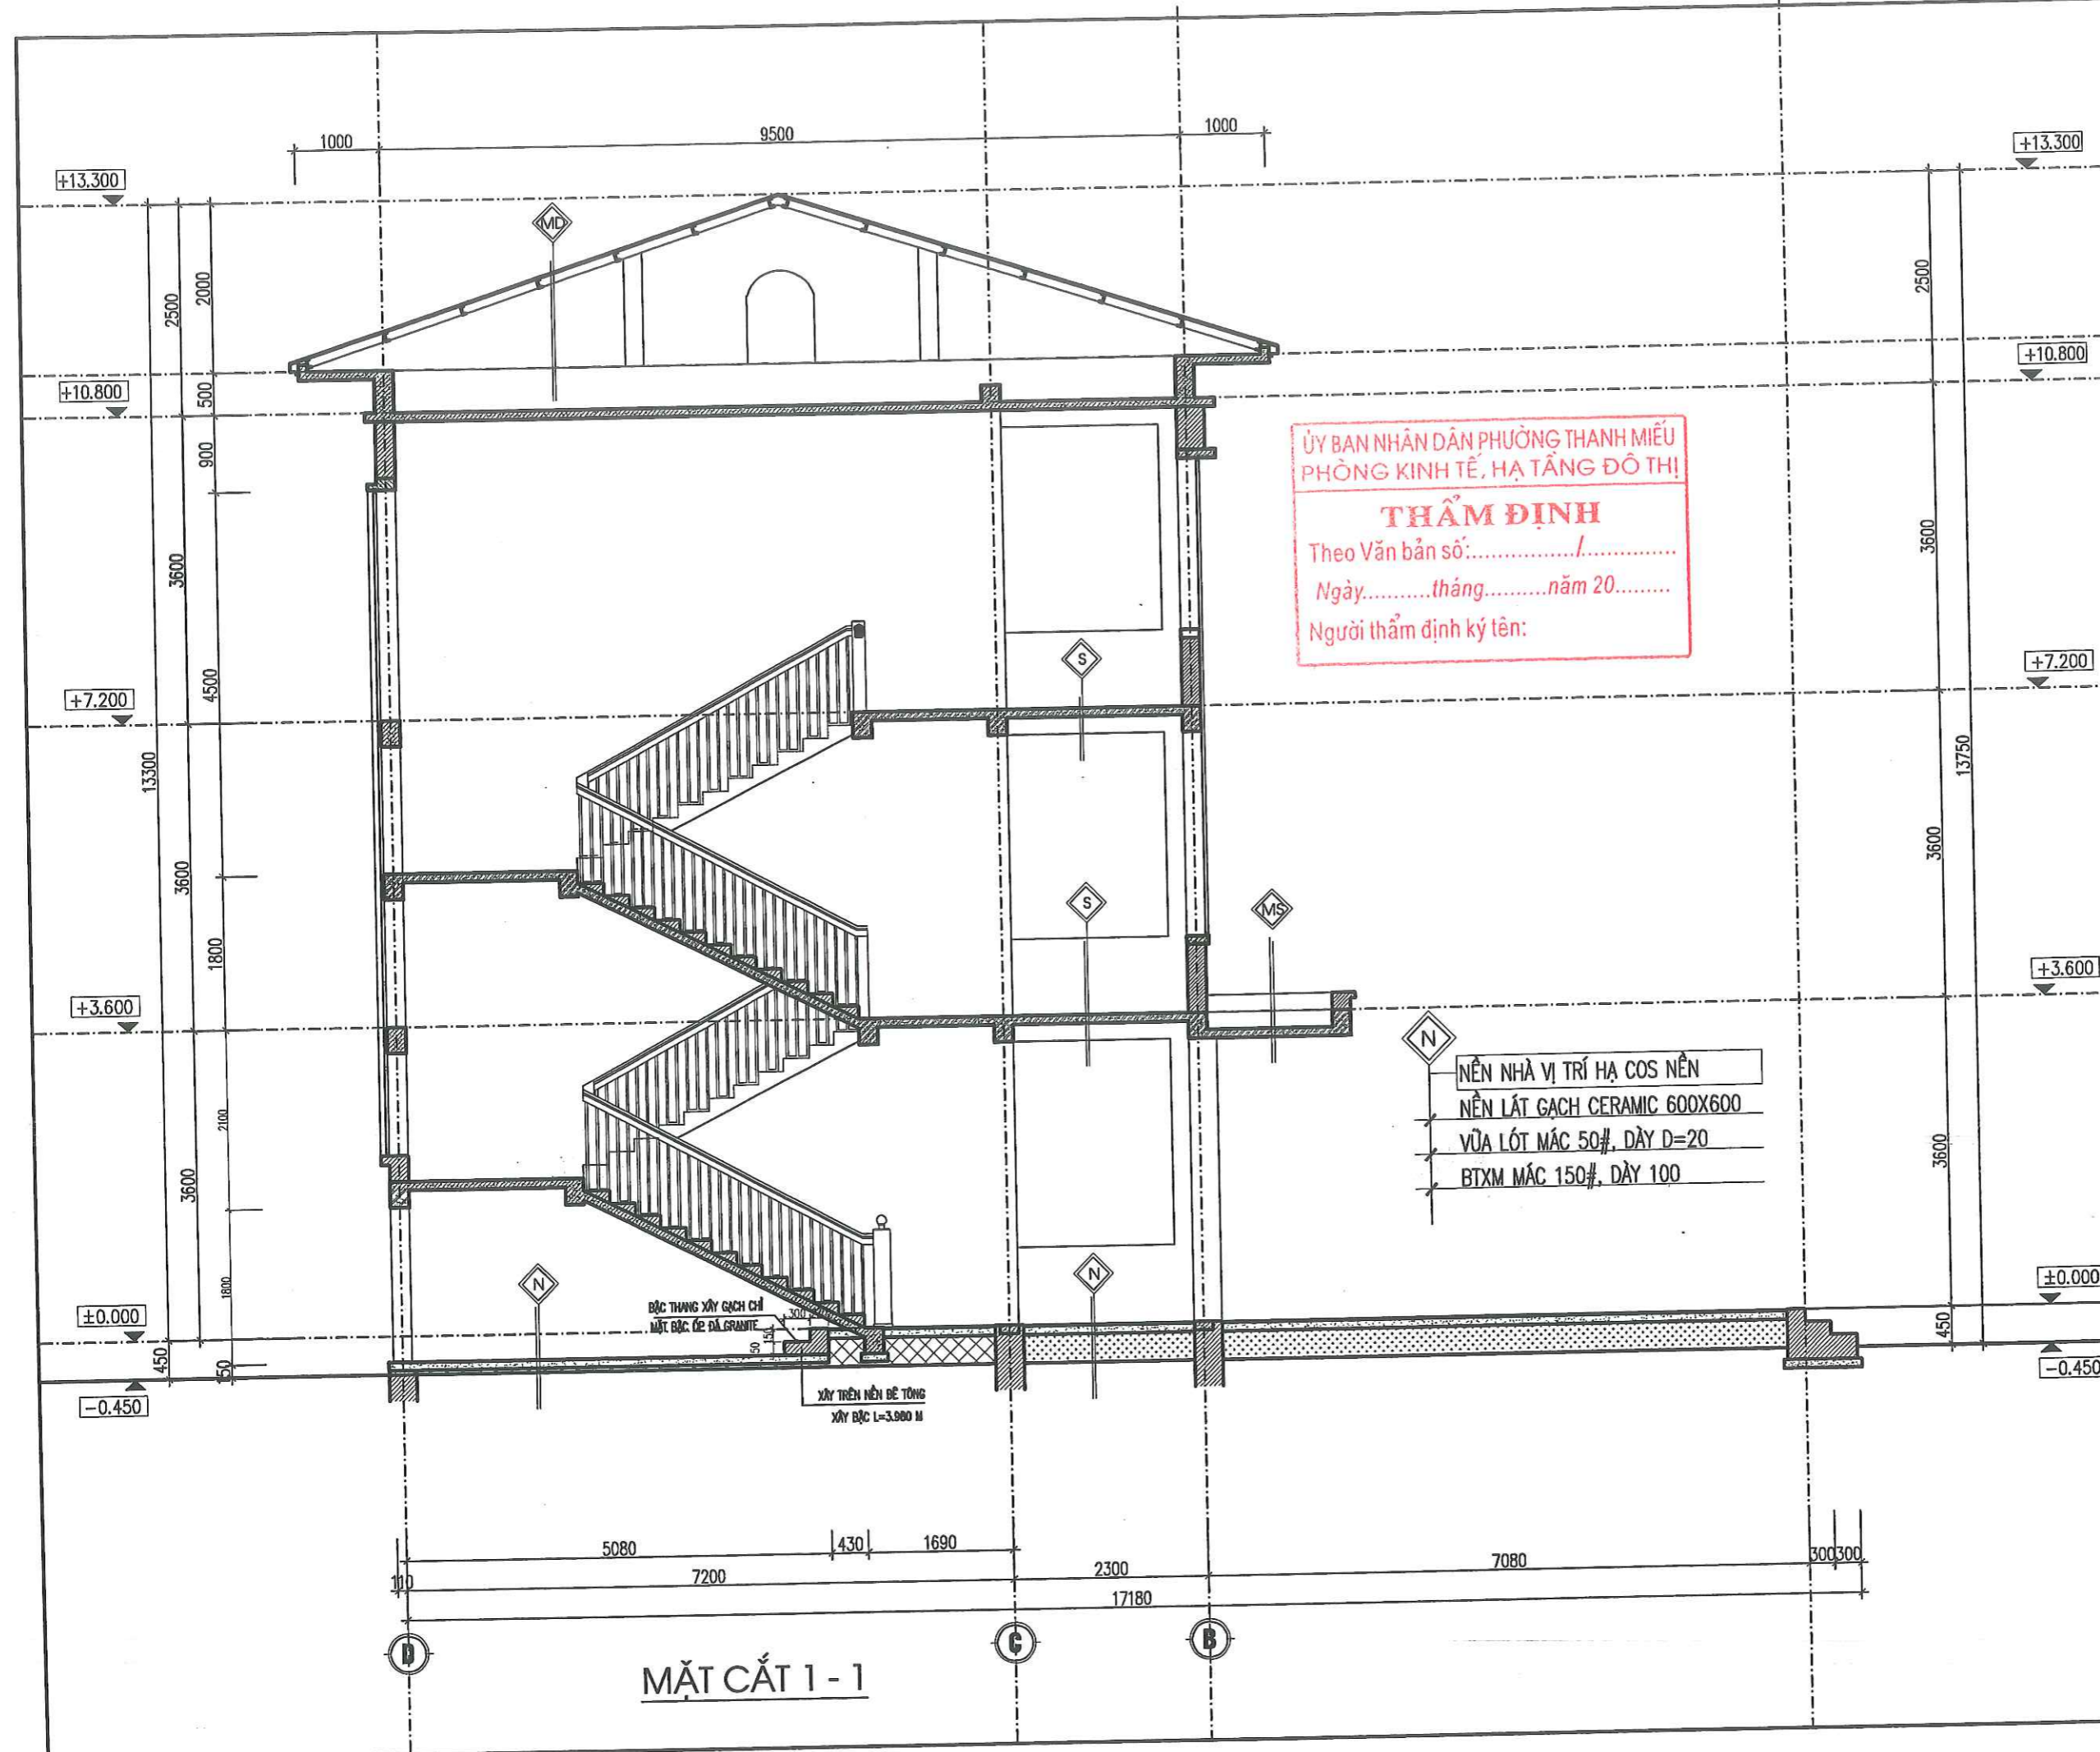 1000
9500
1000
+13.300
+13.300
MD
2000
2500
2500
+10.800
500
+10.800
900
ỦY BAN NHÂN DÂN PHƯỜNG THANH MIẾU
PHÒNG KINH TẾ, HẠ TẦNG ĐÔ THỊ
THẨM ĐỊNH
Theo Văn bản số:................/...............
Ngày...........tháng..........năm 20.........
Người thẩm định ký tên:
3600
3600
4500
S
+7.200
+7.200
13300
13750
3600
3600
S
MS
1800
+3.600
+3.600
N
NỀN NHÀ VỊ TRÍ HẠ COS NỀN
NỀN LÁT GẠCH CERAMIC 600X600
VỮA LÓT MÁC 50#, DÀY D=20
BTXM MÁC 150#, DÀY 100
2100
3600
3600
1800
N
N
BẬC THANG XÂY GẠCH CHỈ
MẶT BẬC ỐP ĐÁ GRANITE
300
150
50
±0.000
±0.000
450
150
450
-0.450
-0.450
XÂY TRÊN NỀN BÊ TÔNG
XÂY BẬC L=3.980 M
5080
430
1690
110
7200
2300
7080
300
300
17180
D
C
B
MẶT CẮT 1 - 1